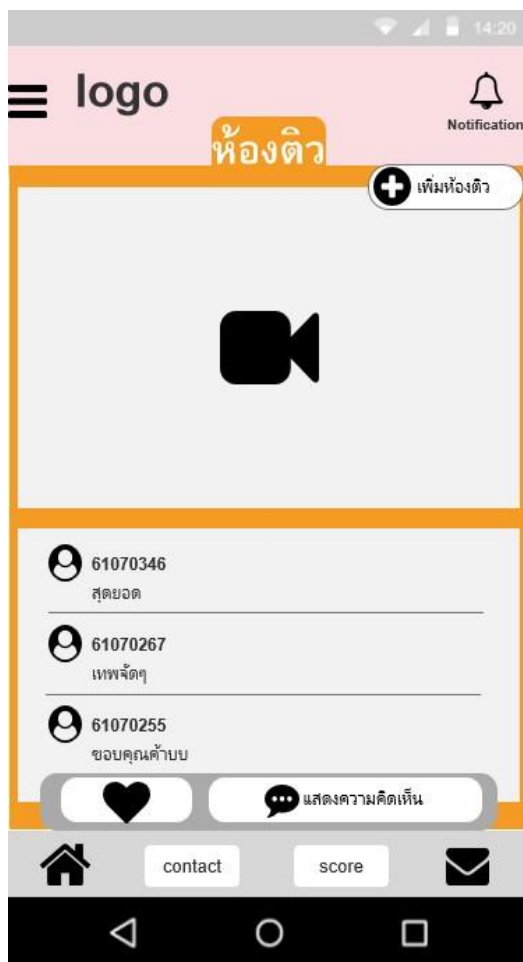 14:20
logo
Notification
ห้องติว
เพิ่มห้องติว
61070346
สุดยอด
61070267
เทพจัดๆ
61070255
ขอบคุณค้าบบ
แสดงความคิดเห็น
contact
score